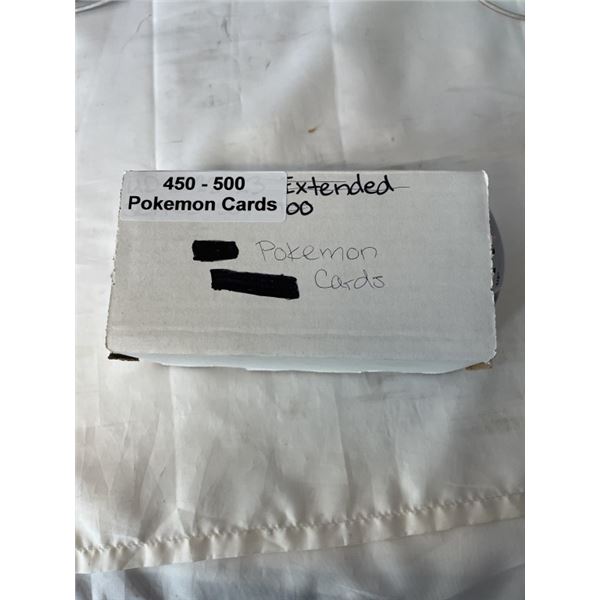 450 - 500
Pokemon Cards
Extended
00
Pokemon
Cards